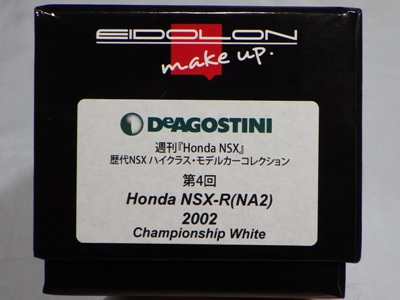 EIDOLON
make up.
DeAGOSTINI
週刊『Honda NSX』
歴代NSX ハイクラス・モデルカーコレクション
第4回
Honda NSX-R(NA2)
2002
Championship White